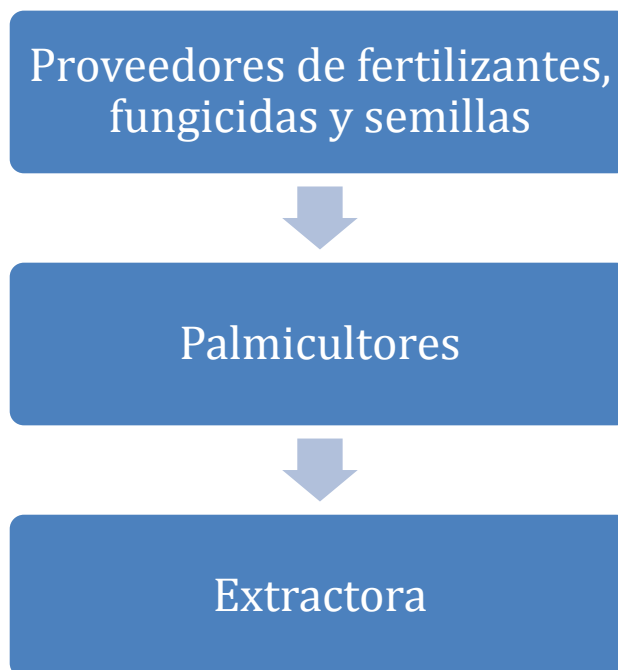 Proveedores de fertilizantes,
fungicidas y semillas
Palmicultores
Extractora